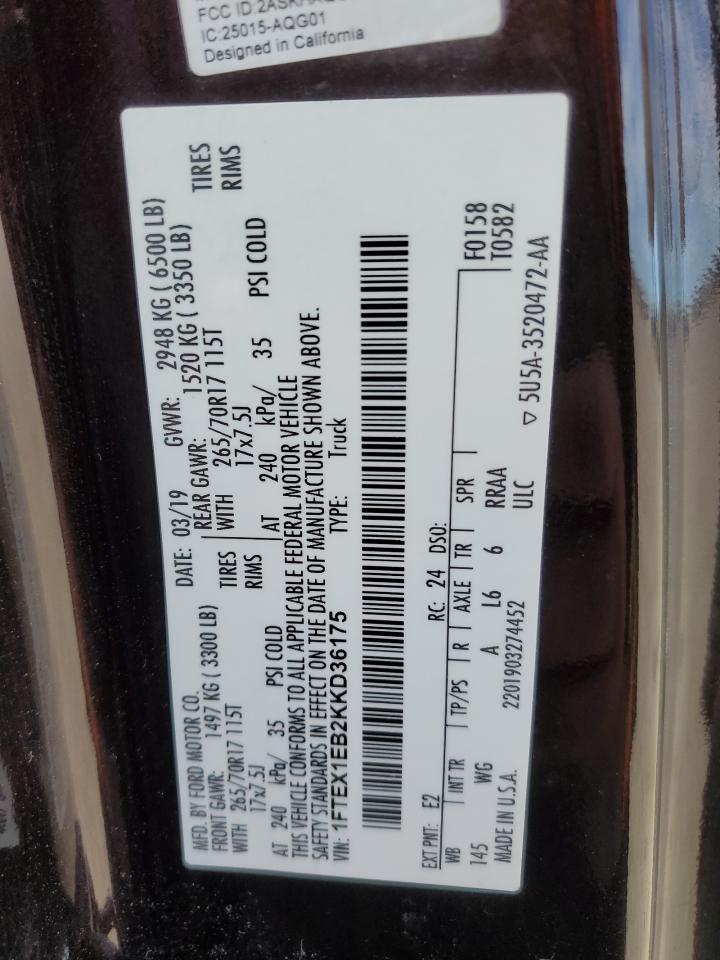 FCC ID:
IC:25015-AQG01
Designed in California
MFD. BY FORD MOTOR CO.
DATE: 03/19 GVWR: 2948 KG ( 6500 LB)
FRONT GAWR: 1497 KG ( 3300 LB) REAR GAWR: 1520 KG ( 3350 LB)
WITH 265/70R17 115T TIRES WITH 265/70R17 115T TIRES
17x7.5J RIMS 17x7.5J RIMS
AT 240 kPa/ 35 PSI COLD AT 240 kPa/ 35 PSI COLD
THIS VEHICLE CONFORMS TO ALL APPLICABLE FEDERAL MOTOR VEHICLE
SAFETY STANDARDS IN EFFECT ON THE DATE OF MANUFACTURE SHOWN ABOVE.
VIN: 1FTEX1EB2KKD36175 TYPE: Truck
EXT PNT: E2 RC: 24 DSO: F0158
WB INT TR TP/PS R AXLE TR SPR T0582
145 WG A L6 6 RRAA
ULC
MADE IN U.S.A. 2201903274452 ▽ 5U5A-3520472-AA